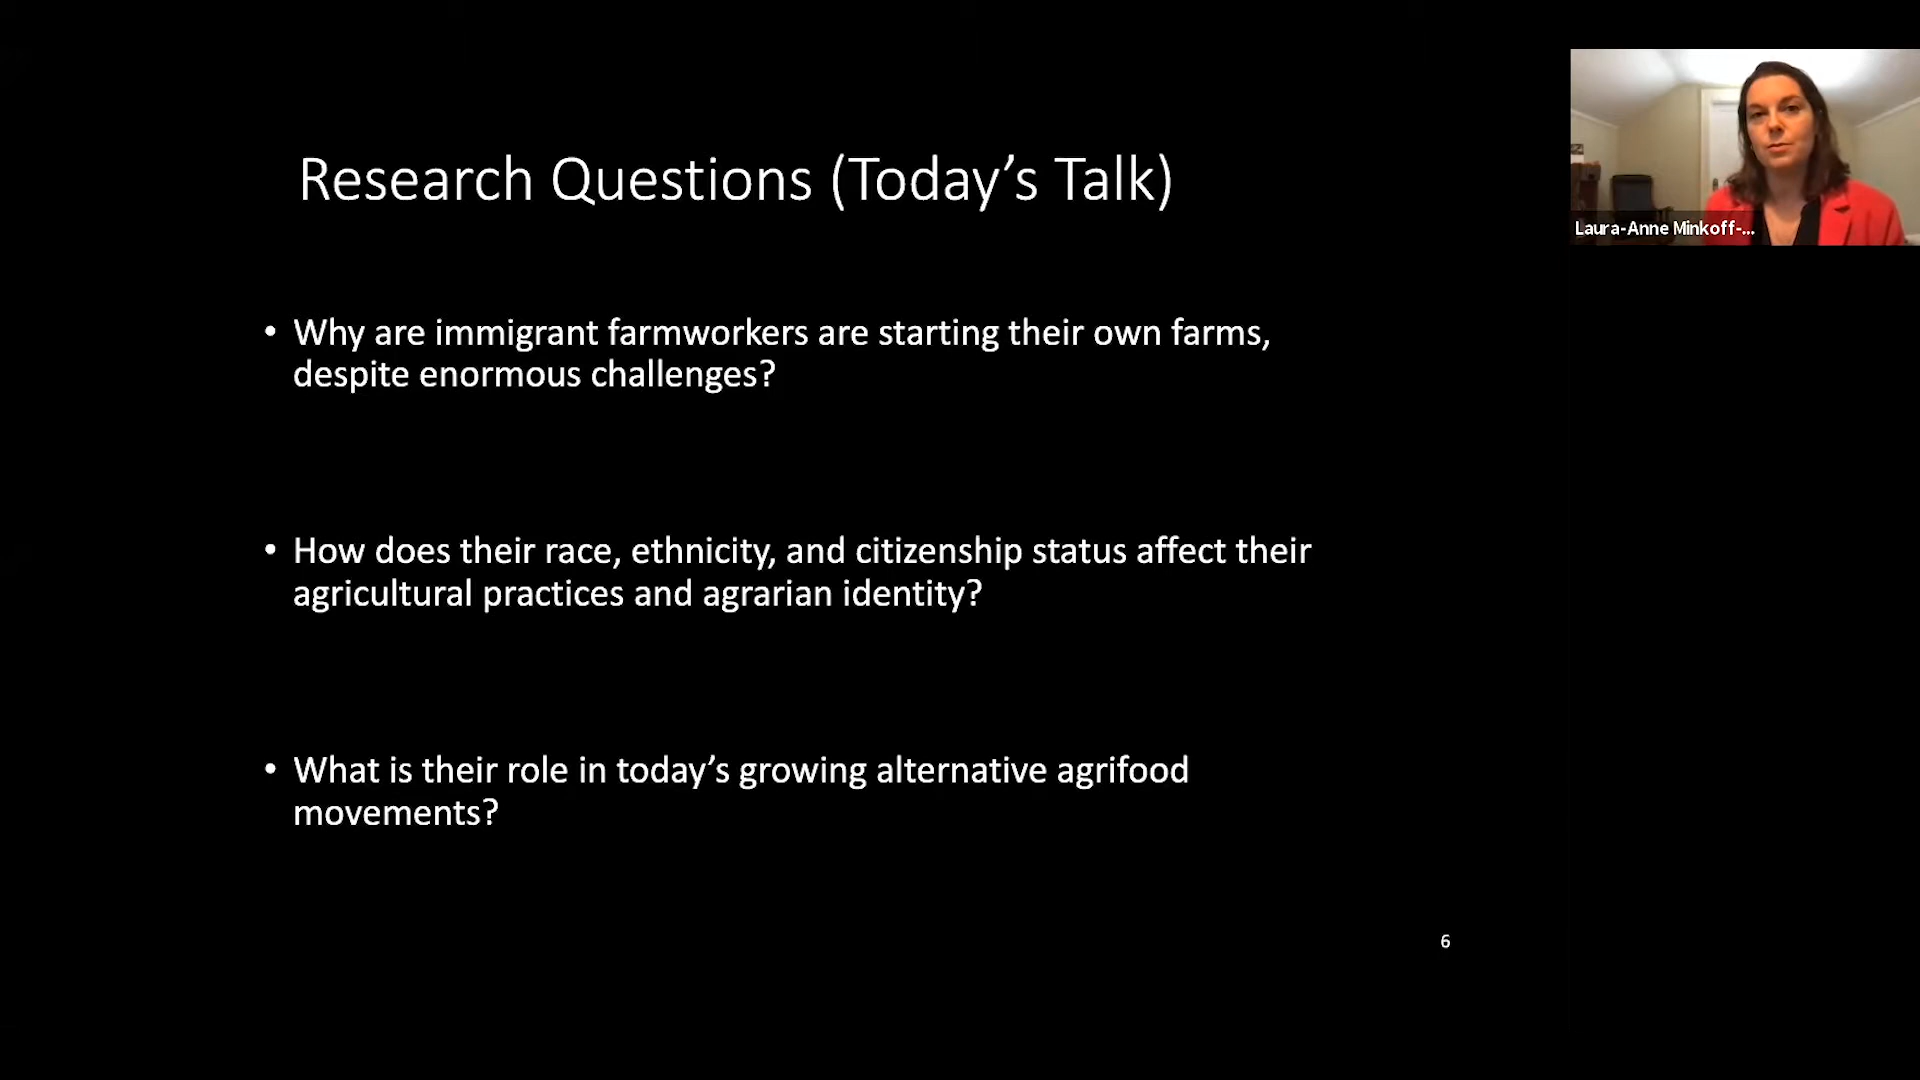 Research Questions (Today’s Talk)
Laura-Anne Minkoff-...
• Why are immigrant farmworkers are starting their own farms,
despite enormous challenges?
• How does their race, ethnicity, and citizenship status affect their
agricultural practices and agrarian identity?
• What is their role in today’s growing alternative agrifood
movements?
6